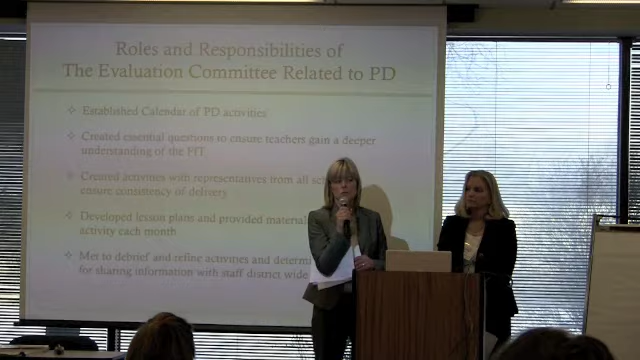 Roles and Responsibilities of
The Evaluation Committee Related to PD
Established Calendar of PD activities
Created essential questions to ensure teachers gain a deeper
understanding of the
Created activities with representatives from all
ensure consistency of delivery
Developed lesson plans and provided
activity each month
Met to debrief and refine activities and
for sharing information with staff district wide